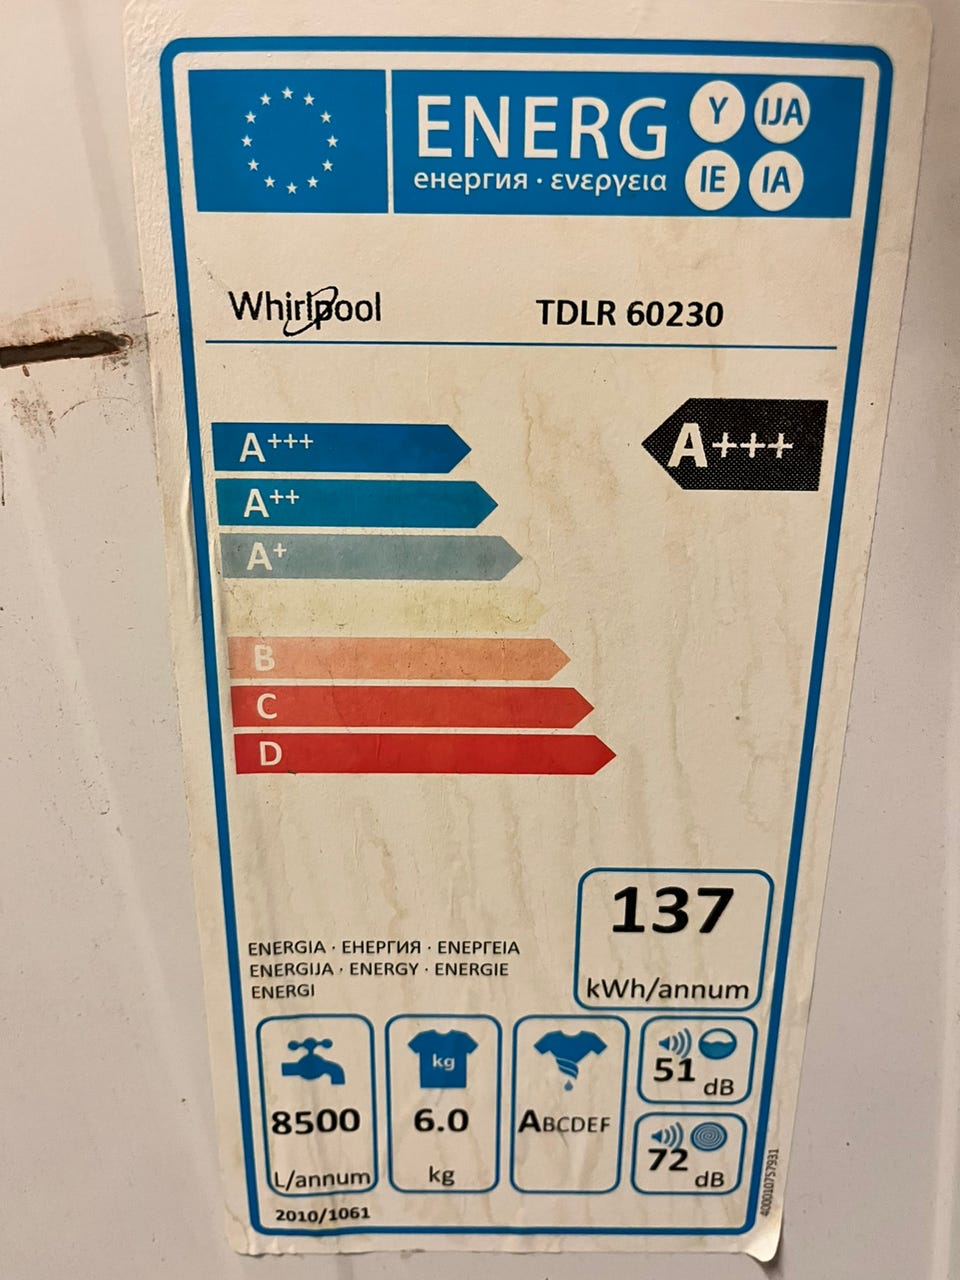 ENERG Y IJA
енергия · ενεργεια IE IA
Whirlpool TDLR 60230
A+++ A+++
A++
A+
B
C
D
137
kWh/annum
ENERGIA · ЕНЕРГИЯ · ΕΝΕΡΓΕΙΑ
ENERGIJA · ENERGY · ENERGIE
ENERGI
kg
51 dB
8500 6.0 ABCDEF
L/annum kg
72 dB
2010/1061
400010757931